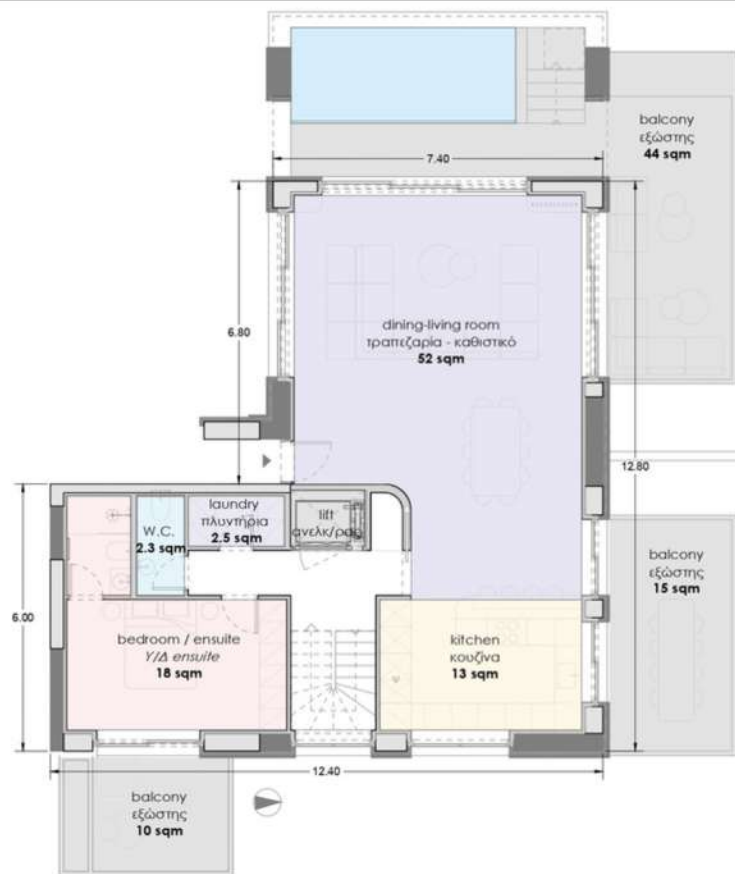 balcony
εξώστης
44 sqm
7.40
6.80
dining-living room
τραπεζαρία - καθιστικό
52 sqm
12.80
laundry
πλυντήρια
2.5 sqm
lift
ανελκ/ρας
W.C.
2.3 sqm
balcony
εξώστης
15 sqm
6.00
bedroom / ensuite
Υ/Δ ensuite
18 sqm
kitchen
κουζίνα
13 sqm
12.40
balcony
εξώστης
10 sqm